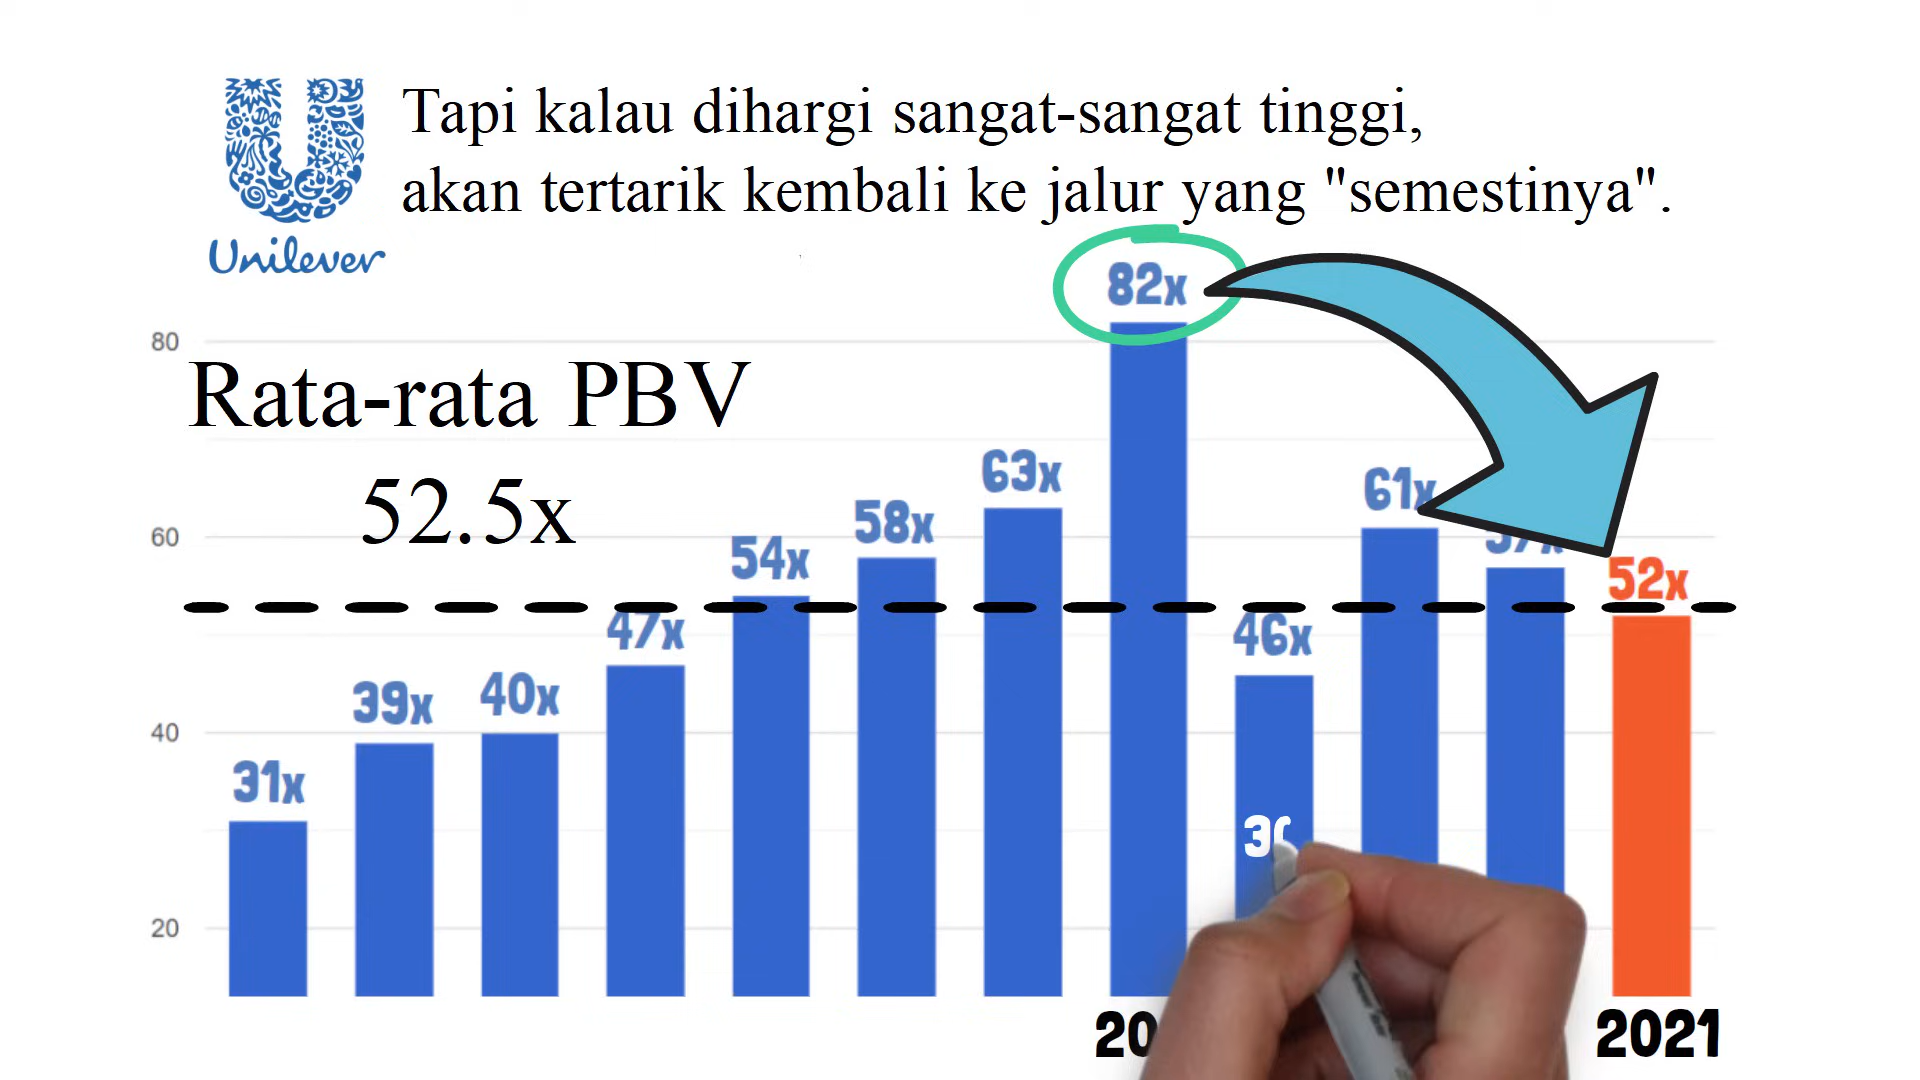 Tapi kalau dihargi sangat-sangat tinggi,
akan tertarik kembali ke jalur yang "semestinya".
Unilever
82x
80
Rata-rata PBV
63x
61x
52.5x
58x
60
54x
52x
47x
46x
39x
40x
40
31x
20
2021